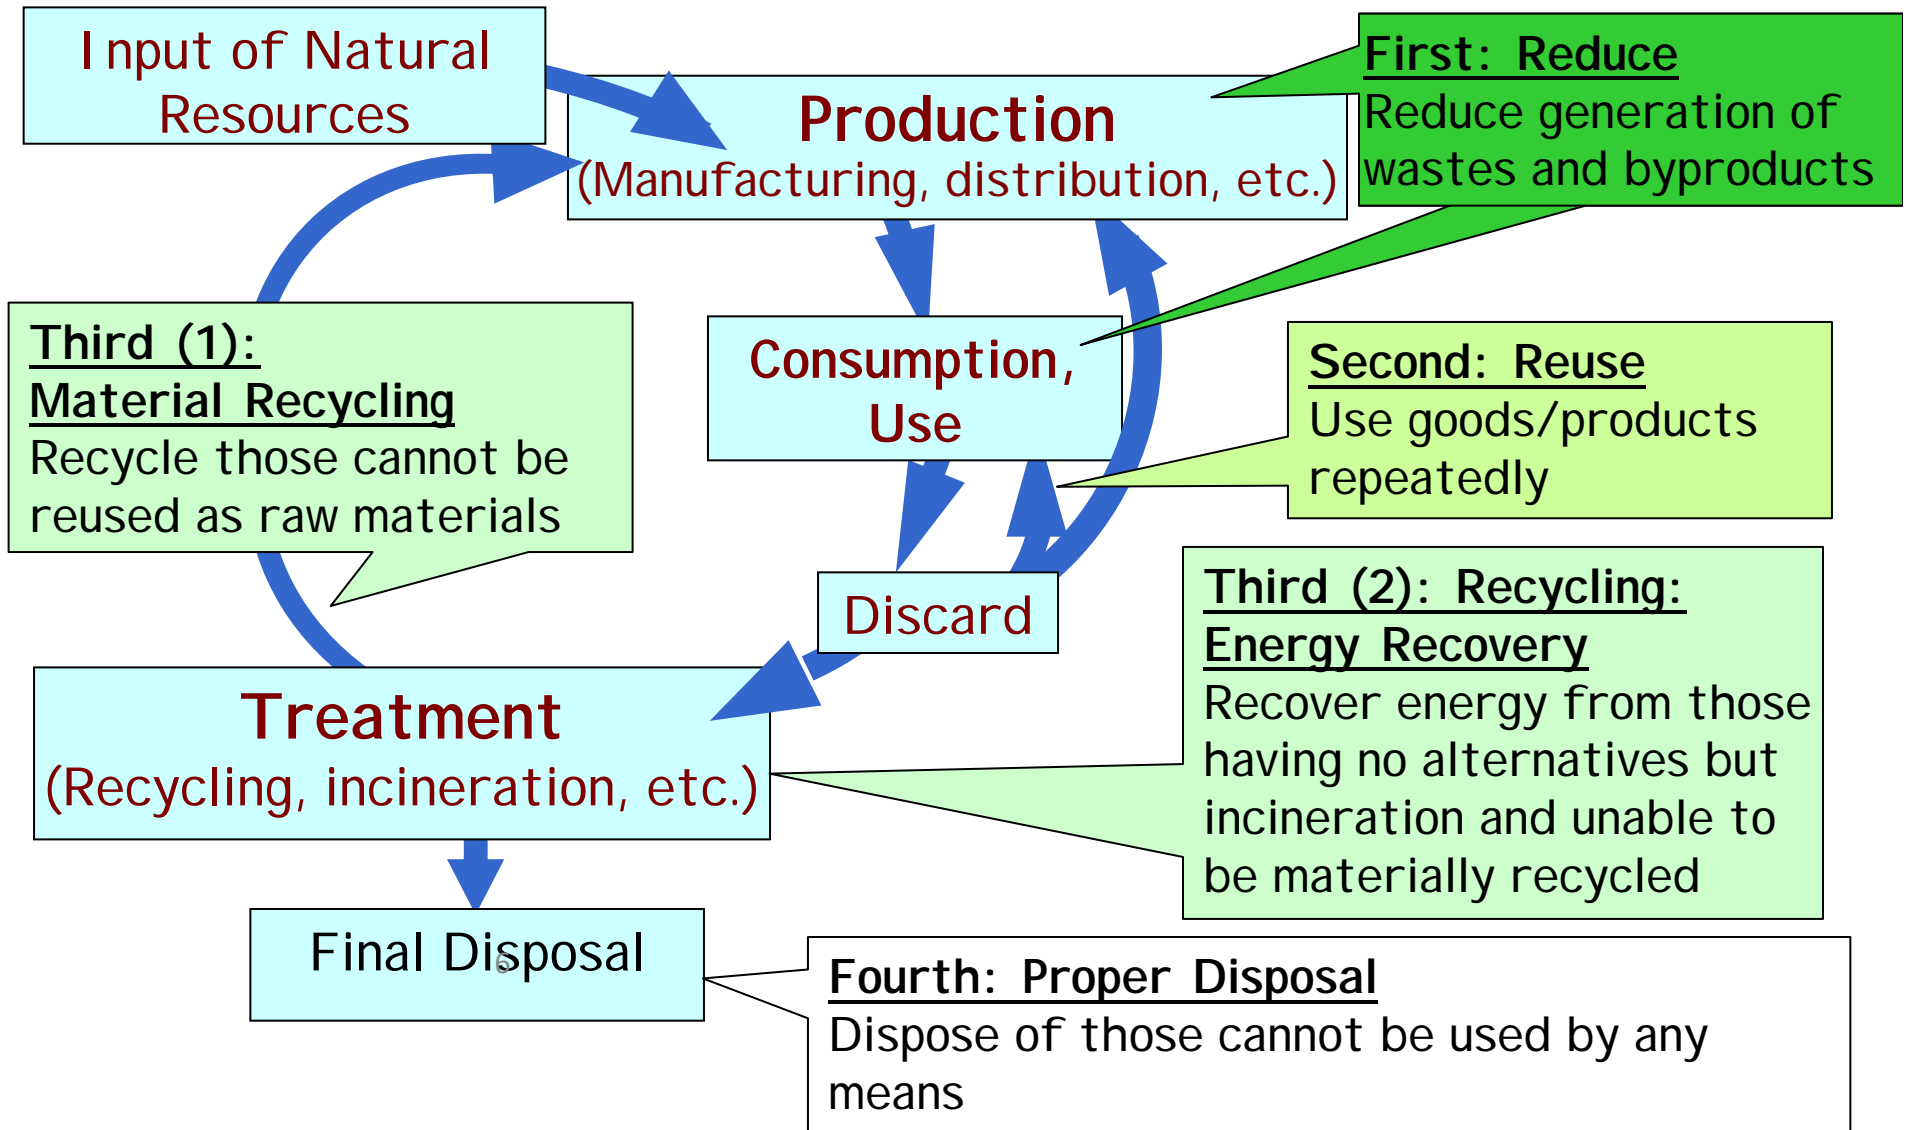 Input of Natural
Resources
Production
(Manufacturing, distribution, etc.)
First: Reduce
Reduce generation of
wastes and byproducts
Third (1):
Material Recycling
Recycle those cannot be
reused as raw materials
Consumption,
Use
Second: Reuse
Use goods/products
repeatedly
Discard
Third (2): Recycling:
Energy Recovery
Recover energy from those
having no alternatives but
incineration and unable to
be materially recycled
Treatment
(Recycling, incineration, etc.)
Final Disposal
6
Fourth: Proper Disposal
Dispose of those cannot be used by any
means